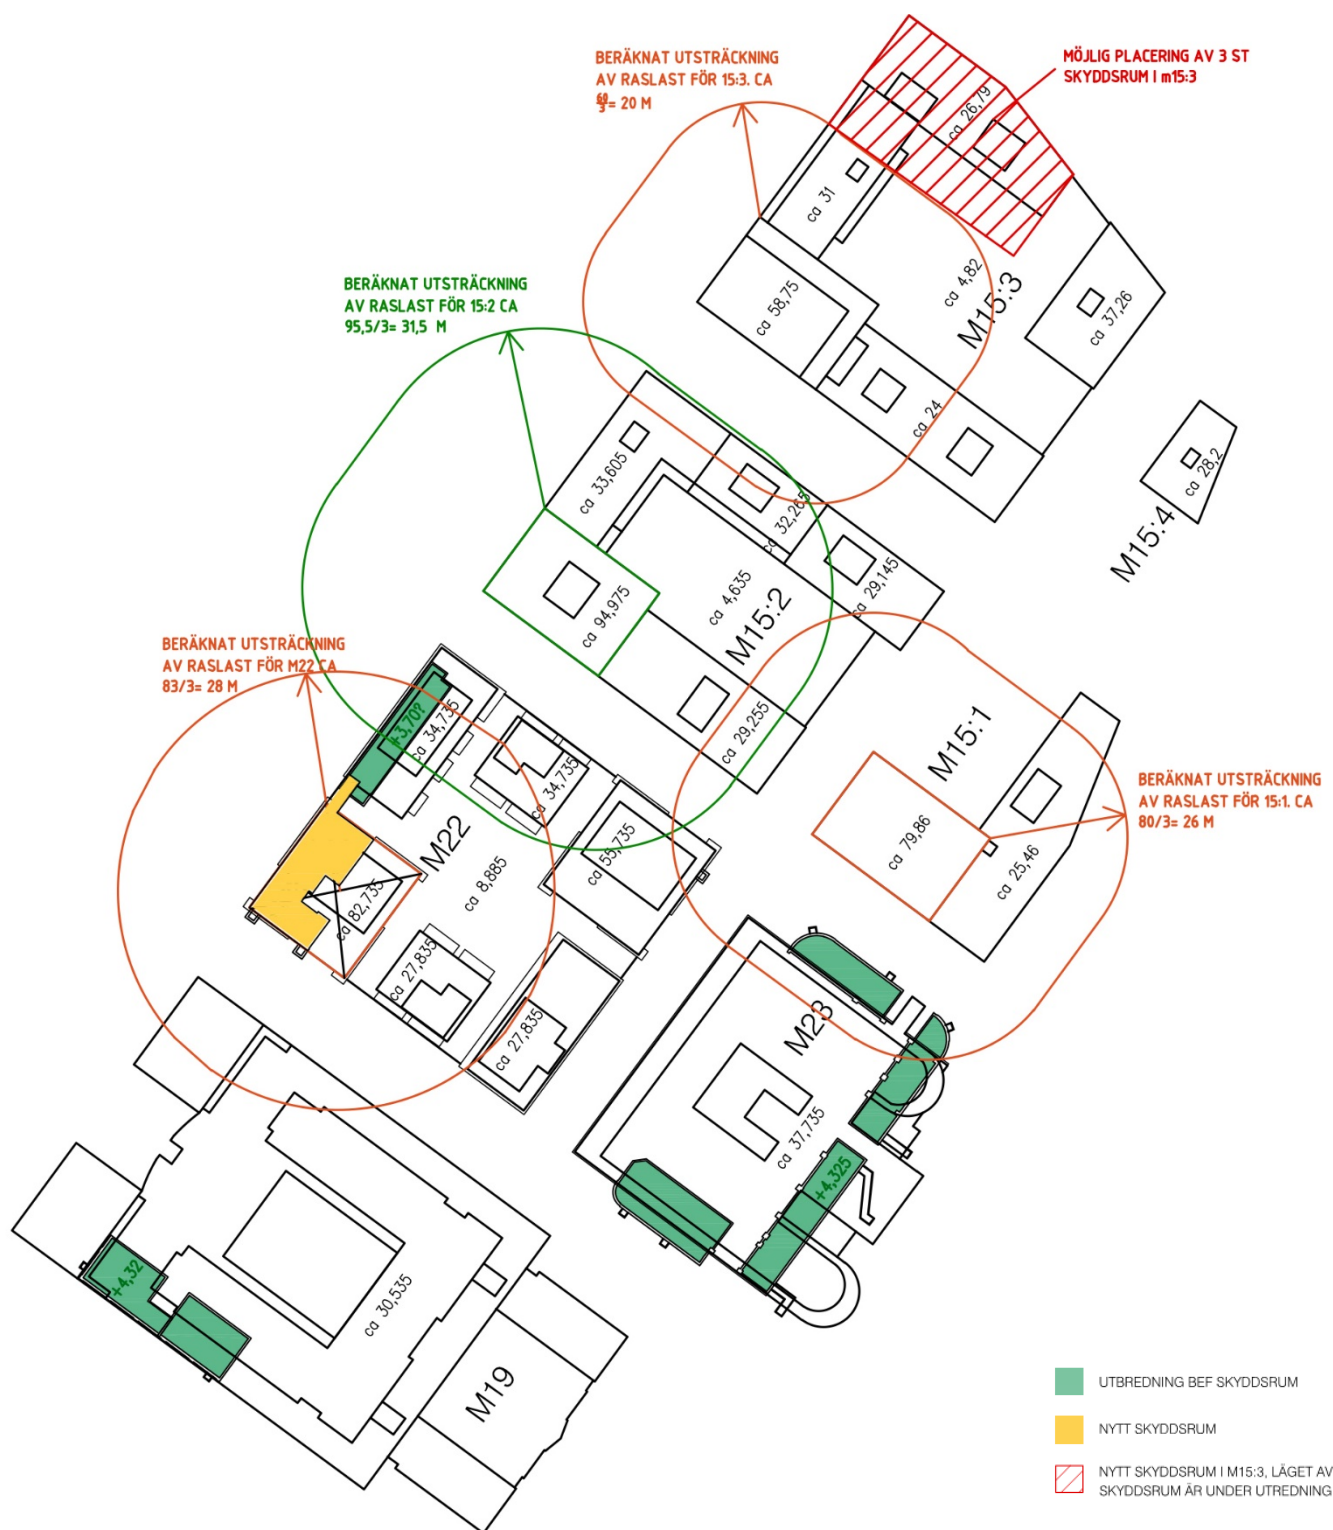 BERÄKNAT UTSTRÄCKNING
AV RASLAST FÖR 15:3. CA
= 20 M
MÖJLIG PLACERING AV 3 ST
SKYDDSRUM I m15:3
ca 26,79
ca 31
ca 58,75
ca 4,82
M15:3
ca 37,26
ca 24
ca 28,2
M15:4
BERÄKNAT UTSTRÄCKNING
AV RASLAST FÖR 15:2 CA
95,5/3= 31,5 M
ca 33,605
ca 32,265
ca 29,145
ca 94,975
ca 4,635
M15:2
ca 29,255
BERÄKNAT UTSTRÄCKNING
AV RASLAST FÖR M22 CA
83/3= 28 M
+3,70?
ca 34,735
ca 34,735
M22
ca 8,885
ca 55,735
ca 82,735
ca 27,835
ca 27,835
M15:1
ca 79,86
ca 25,46
BERÄKNAT UTSTRÄCKNING
AV RASLAST FÖR 15:1. CA
80/3= 26 M
M23
ca 37,735
+4,325
+4,32
ca 30,535
M19
UTBREDNING BEF SKYDDSRUM
NYTT SKYDDSRUM
NYTT SKYDDSRUM I M15:3, LÄGET AV
SKYDDSRUM ÄR UNDER UTREDNING